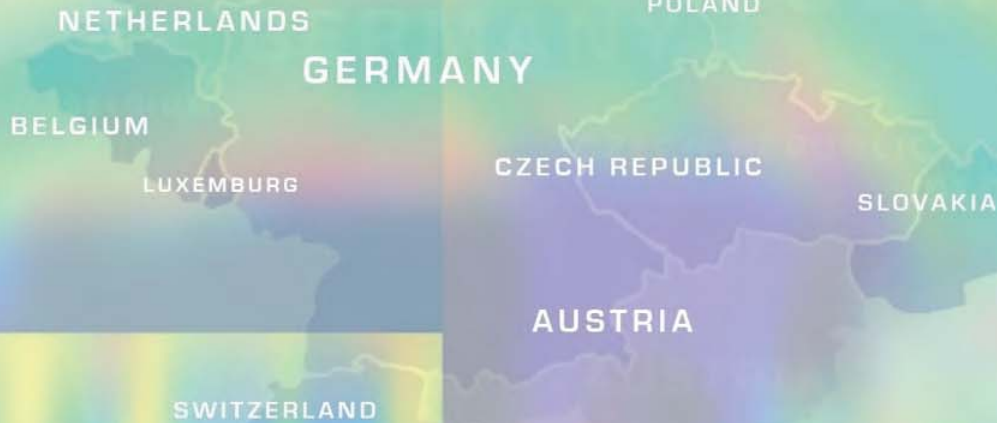 POLAND
NETHERLANDS
GERMANY
BELGIUM
CZECH REPUBLIC
LUXEMBURG
SLOVAKIA
AUSTRIA
SWITZERLAND